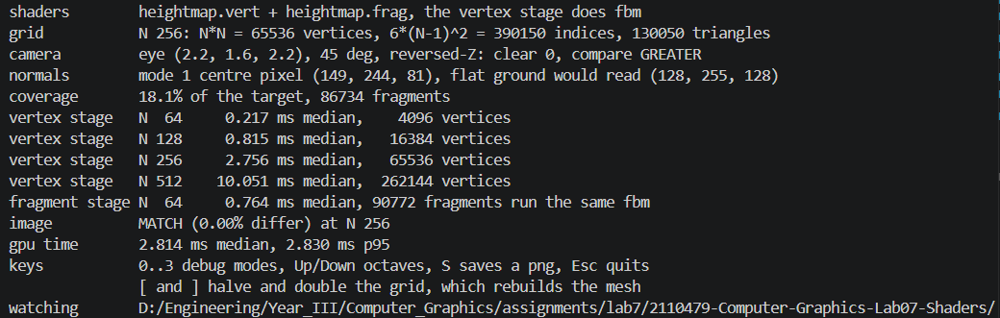 shaders        heightmap.vert + heightmap.frag, the vertex stage does fbm
grid           N 256: N*N = 65536 vertices, 6*(N-1)^2 = 390150 indices, 130050 triangles
camera         eye (2.2, 1.6, 2.2), 45 deg, reversed-Z: clear 0, compare GREATER
normals        mode 1 centre pixel (149, 244, 81), flat ground would read (128, 255, 128)
coverage       18.1% of the target, 86734 fragments
vertex stage   N  64     0.217 ms median,    4096 vertices
vertex stage   N 128     0.815 ms median,   16384 vertices
vertex stage   N 256     2.756 ms median,   65536 vertices
vertex stage   N 512    10.051 ms median,  262144 vertices
fragment stage N  64     0.764 ms median, 90772 fragments run the same fbm
image          MATCH (0.00% differ) at N 256
gpu time       2.814 ms median, 2.830 ms p95
keys           0..3 debug modes, Up/Down octaves, S saves a png, Esc quits
               [ and ] halve and double the grid, which rebuilds the mesh
watching       D:/Engineering/Year_III/Computer_Graphics/assignments/lab7/2110479-Computer-Graphics-Lab07-Shaders/